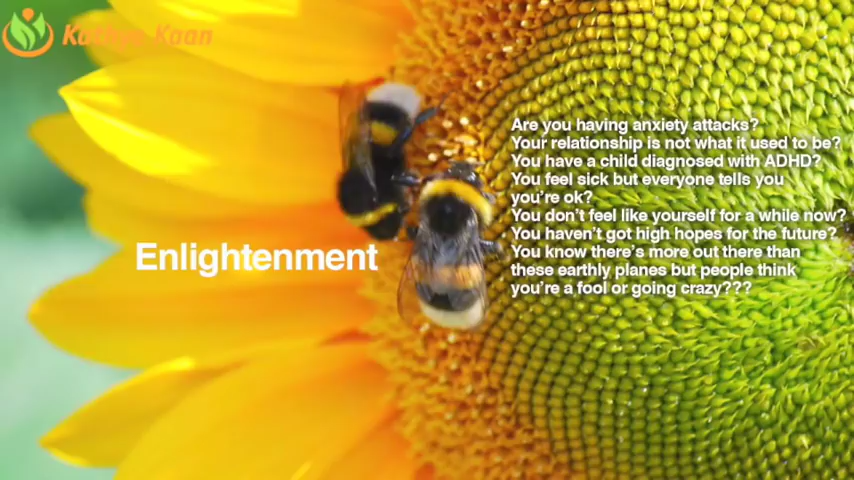 Kathye Kaan
Are you having anxiety attacks?
Your relationship is not what it used to be?
You have a child diagnosed with ADHD?
You feel sick but everyone tells you
you're ok?
You don't feel like yourself for a while now?
You haven't got high hopes for the future?
You know there's more out there than
these earthly planes but people think
you're a fool or going crazy???
Enlightenment